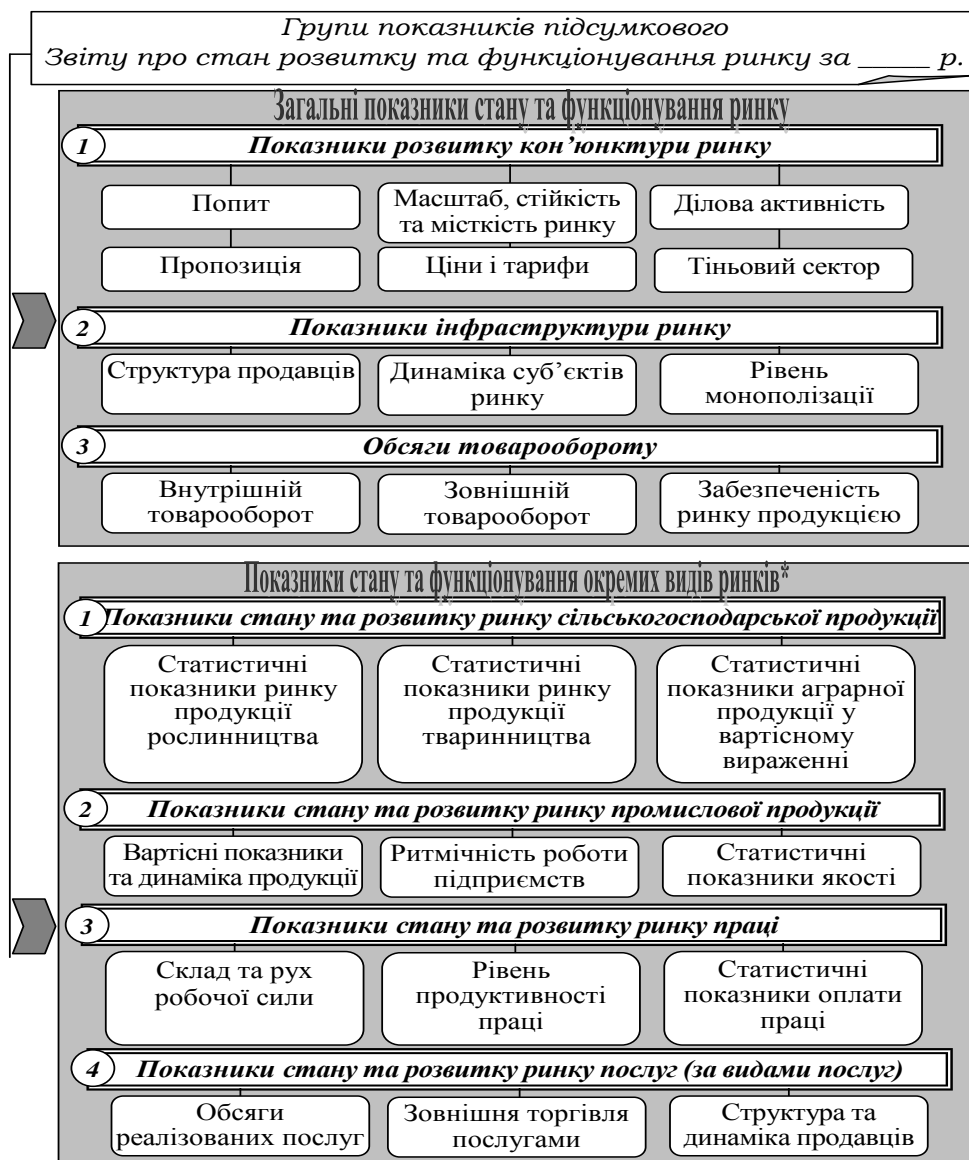 Групи показників підсумкового
Звіту про стан розвитку та функціонування ринку за _____ р.
Загальні показники стану та функціонування ринку
1 Показники розвитку кон’юнктури ринку
Попит
Масштаб, стійкість
та місткість ринку
Ділова активність
Пропозиція
Ціни і тарифи
Тіньовий сектор
2 Показники інфраструктури ринку
Структура продавців
Динаміка суб’єктів
ринку
Рівень
монополізації
3 Обсяги товарообороту
Внутрішній
товарооборот
Зовнішній
товарооборот
Забезпеченість
ринку продукцією
Показники стану та функціонування окремих видів ринків*
1 Показники стану та розвитку ринку сільськогосподарської продукції
Статистичні
показники ринку
продукції
рослинництва
Статистичні
показники ринку
продукції
тваринництва
Статистичні
показники аграрної
продукції у
вартісному
вираженні
2 Показники стану та розвитку ринку промислової продукції
Вартісні показники
та динаміка продукції
Ритмічність роботи
підприємств
Статистичні
показники якості
3 Показники стану та розвитку ринку праці
Склад та рух
робочої сили
Рівень
продуктивності
праці
Статистичні
показники оплати
праці
4 Показники стану та розвитку ринку послуг (за видами послуг)
Обсяги
реалізованих послуг
Зовнішня торгівля
послугами
Структура та
динаміка продавців